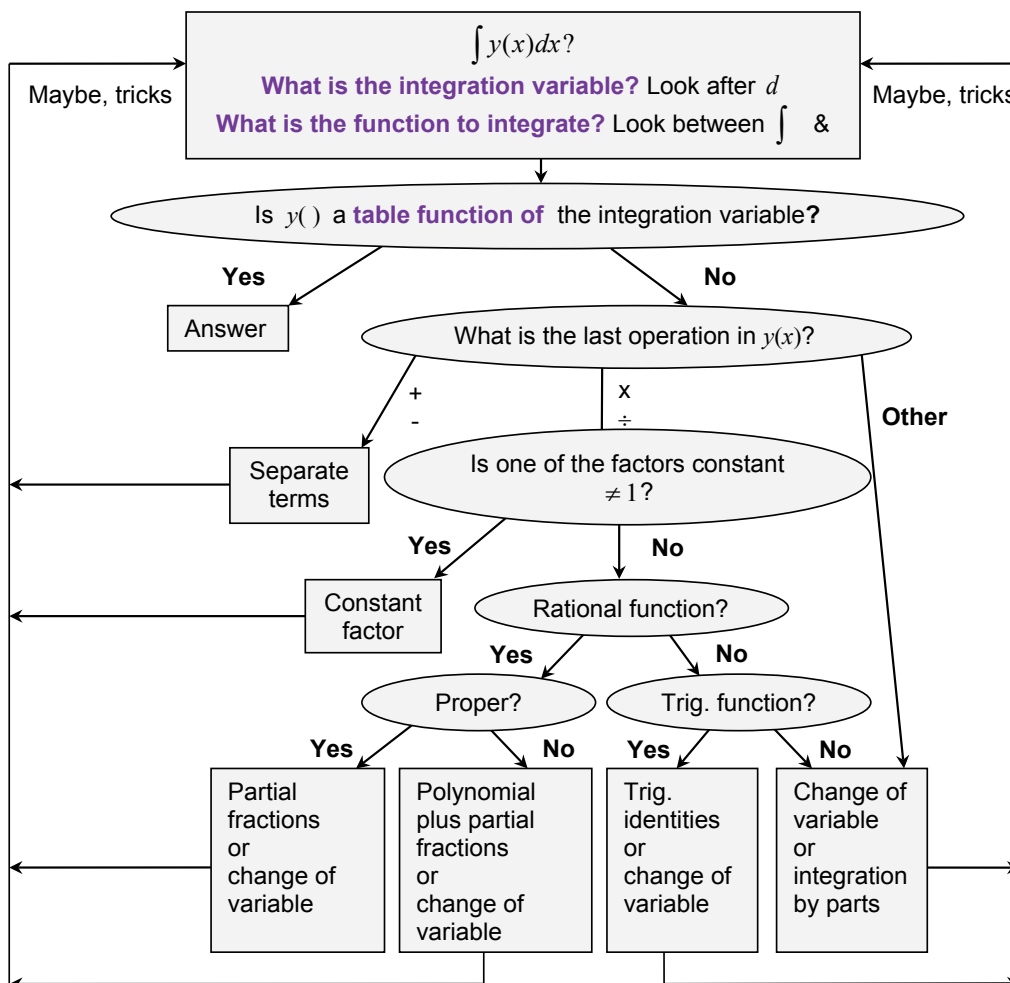 ∫ y(x)dx?
What is the integration variable? Look after d
What is the function to integrate? Look between ∫ &
Maybe, tricks
Maybe, tricks
Is y( ) a table function of the integration variable?
Yes
No
Answer
What is the last operation in y(x)?
+
-
x
÷
Other
Separate
terms
Is one of the factors constant
≠ 1?
Yes
No
Constant
factor
Rational function?
Yes
No
Proper?
Trig. function?
Yes
No
Yes
No
Partial
fractions
or
change of
variable
Polynomial
plus partial
fractions
or
change of
variable
Trig.
identities
or
change of
variable
Change of
variable
or
integration
by parts